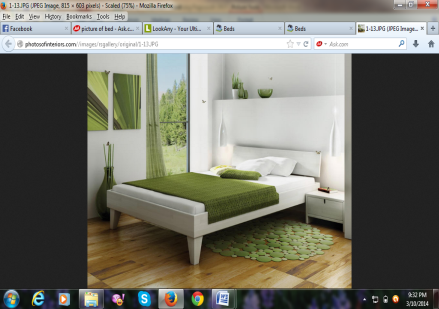 1-13.JPG (JPEG Image, 815 × 603 pixels) - Scaled (75%) - Mozilla Firefox
File Edit View History Bookmarks Tools Help
Facebook
picture of bed - Ask.c...
LookAny - Your Ulti...
Beds
Beds
1-13.JPG (JPEG Image...
photosofinteriors.com/images/rsgallery/original/1-13.JPG
Ask.com
9:32 PM
3/10/2014